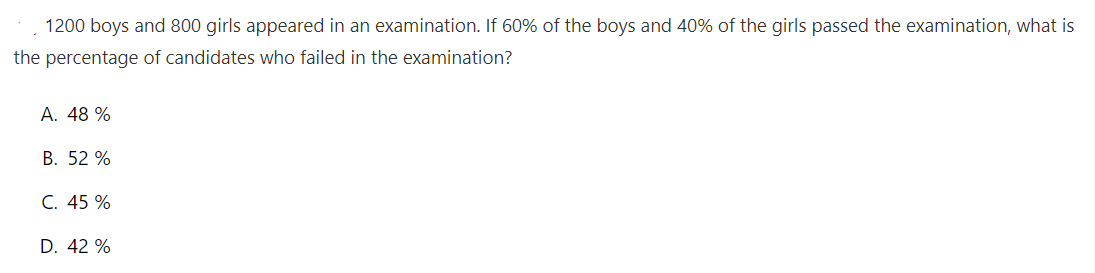 1200 boys and 800 girls appeared in an examination. If 60% of the boys and 40% of the girls passed the examination, what is
the percentage of candidates who failed in the examination?
A. 48 %
B. 52 %
C. 45 %
D. 42 %